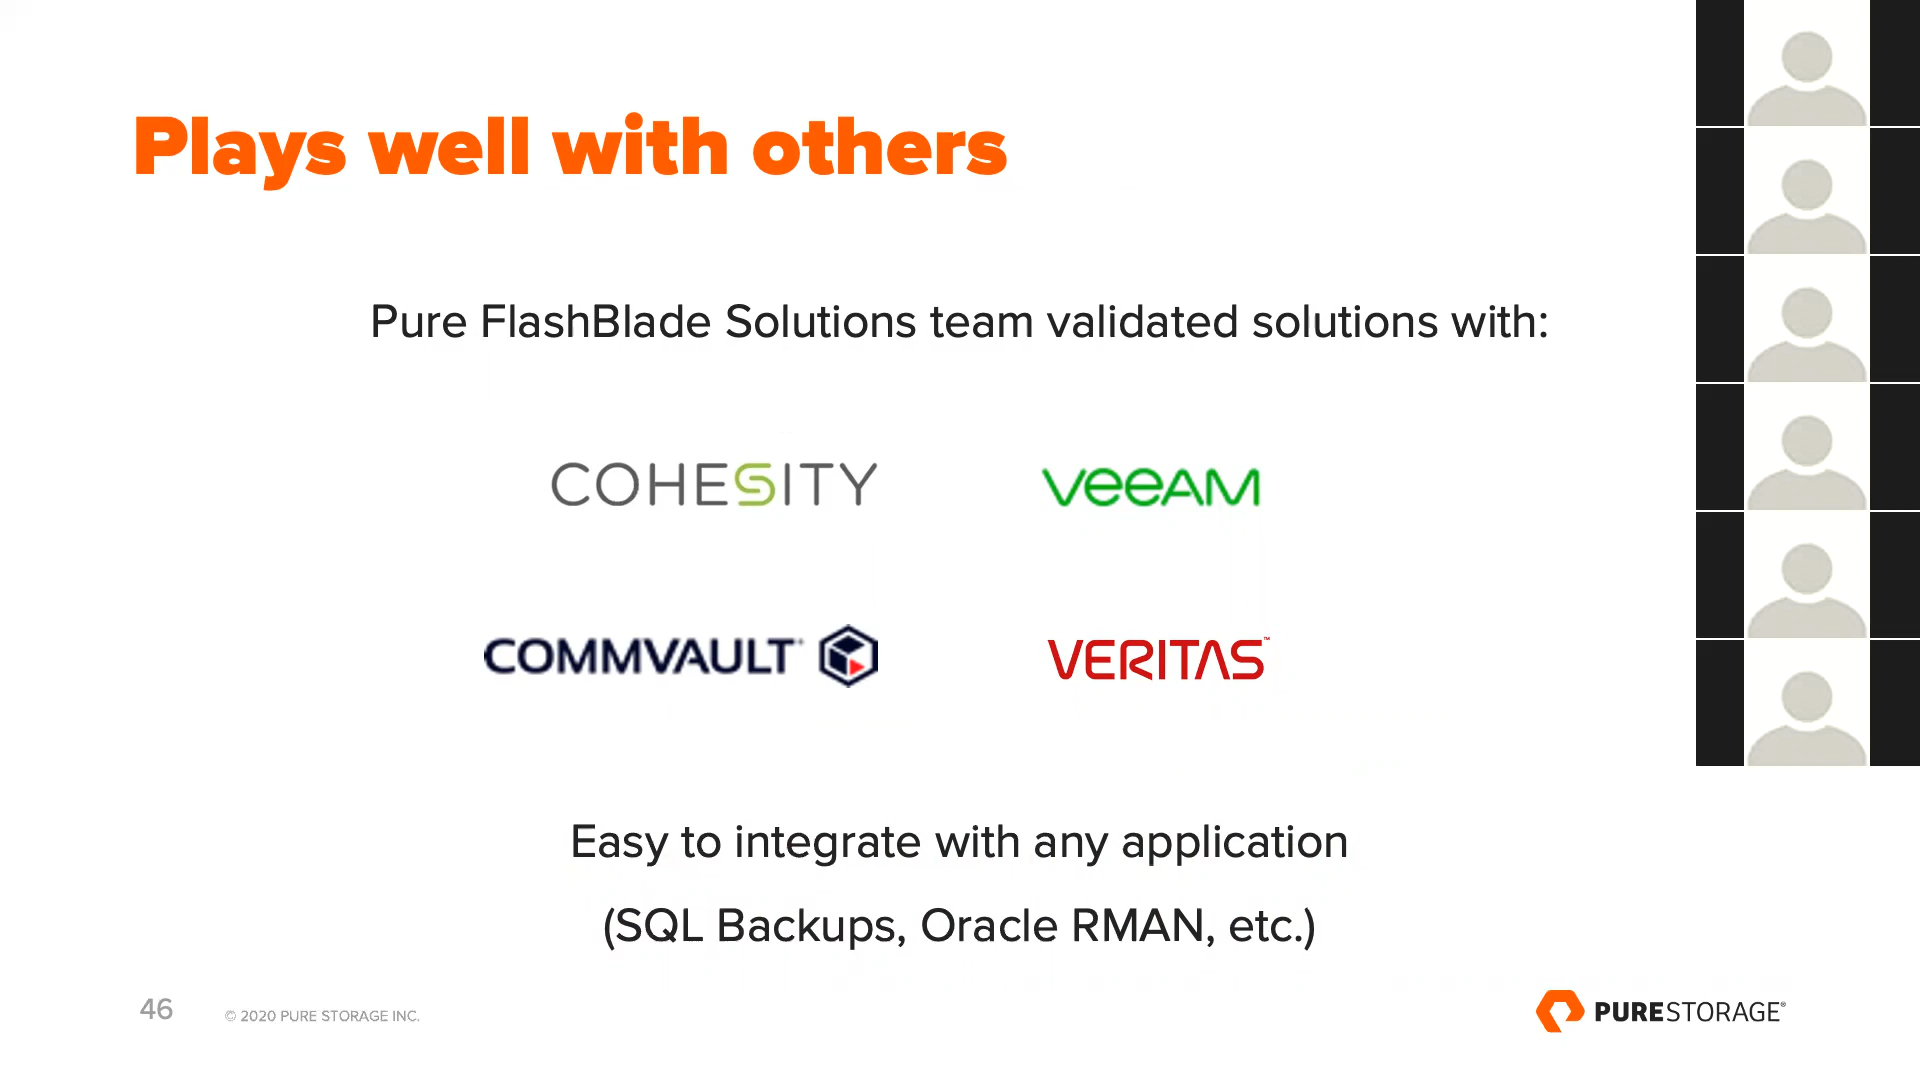 Plays well with others
Pure FlashBlade Solutions team validated solutions with:
COHESITY
VEEAM
COMMVAULT
VERITAS™
Easy to integrate with any application
(SQL Backups, Oracle RMAN, etc.)
46
© 2020 PURE STORAGE INC.
PURESTORAGE®